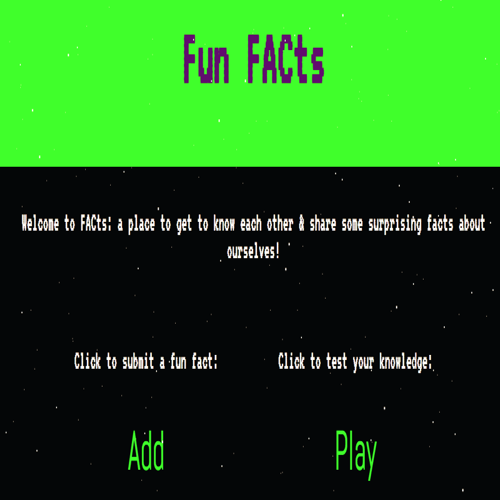 Fun FACts
Welcome to FACts: a place to get to know each other & share some surprising facts about
ourselves!
Click to submit a fun fact:
Click to test your knowledge:
Add
Play